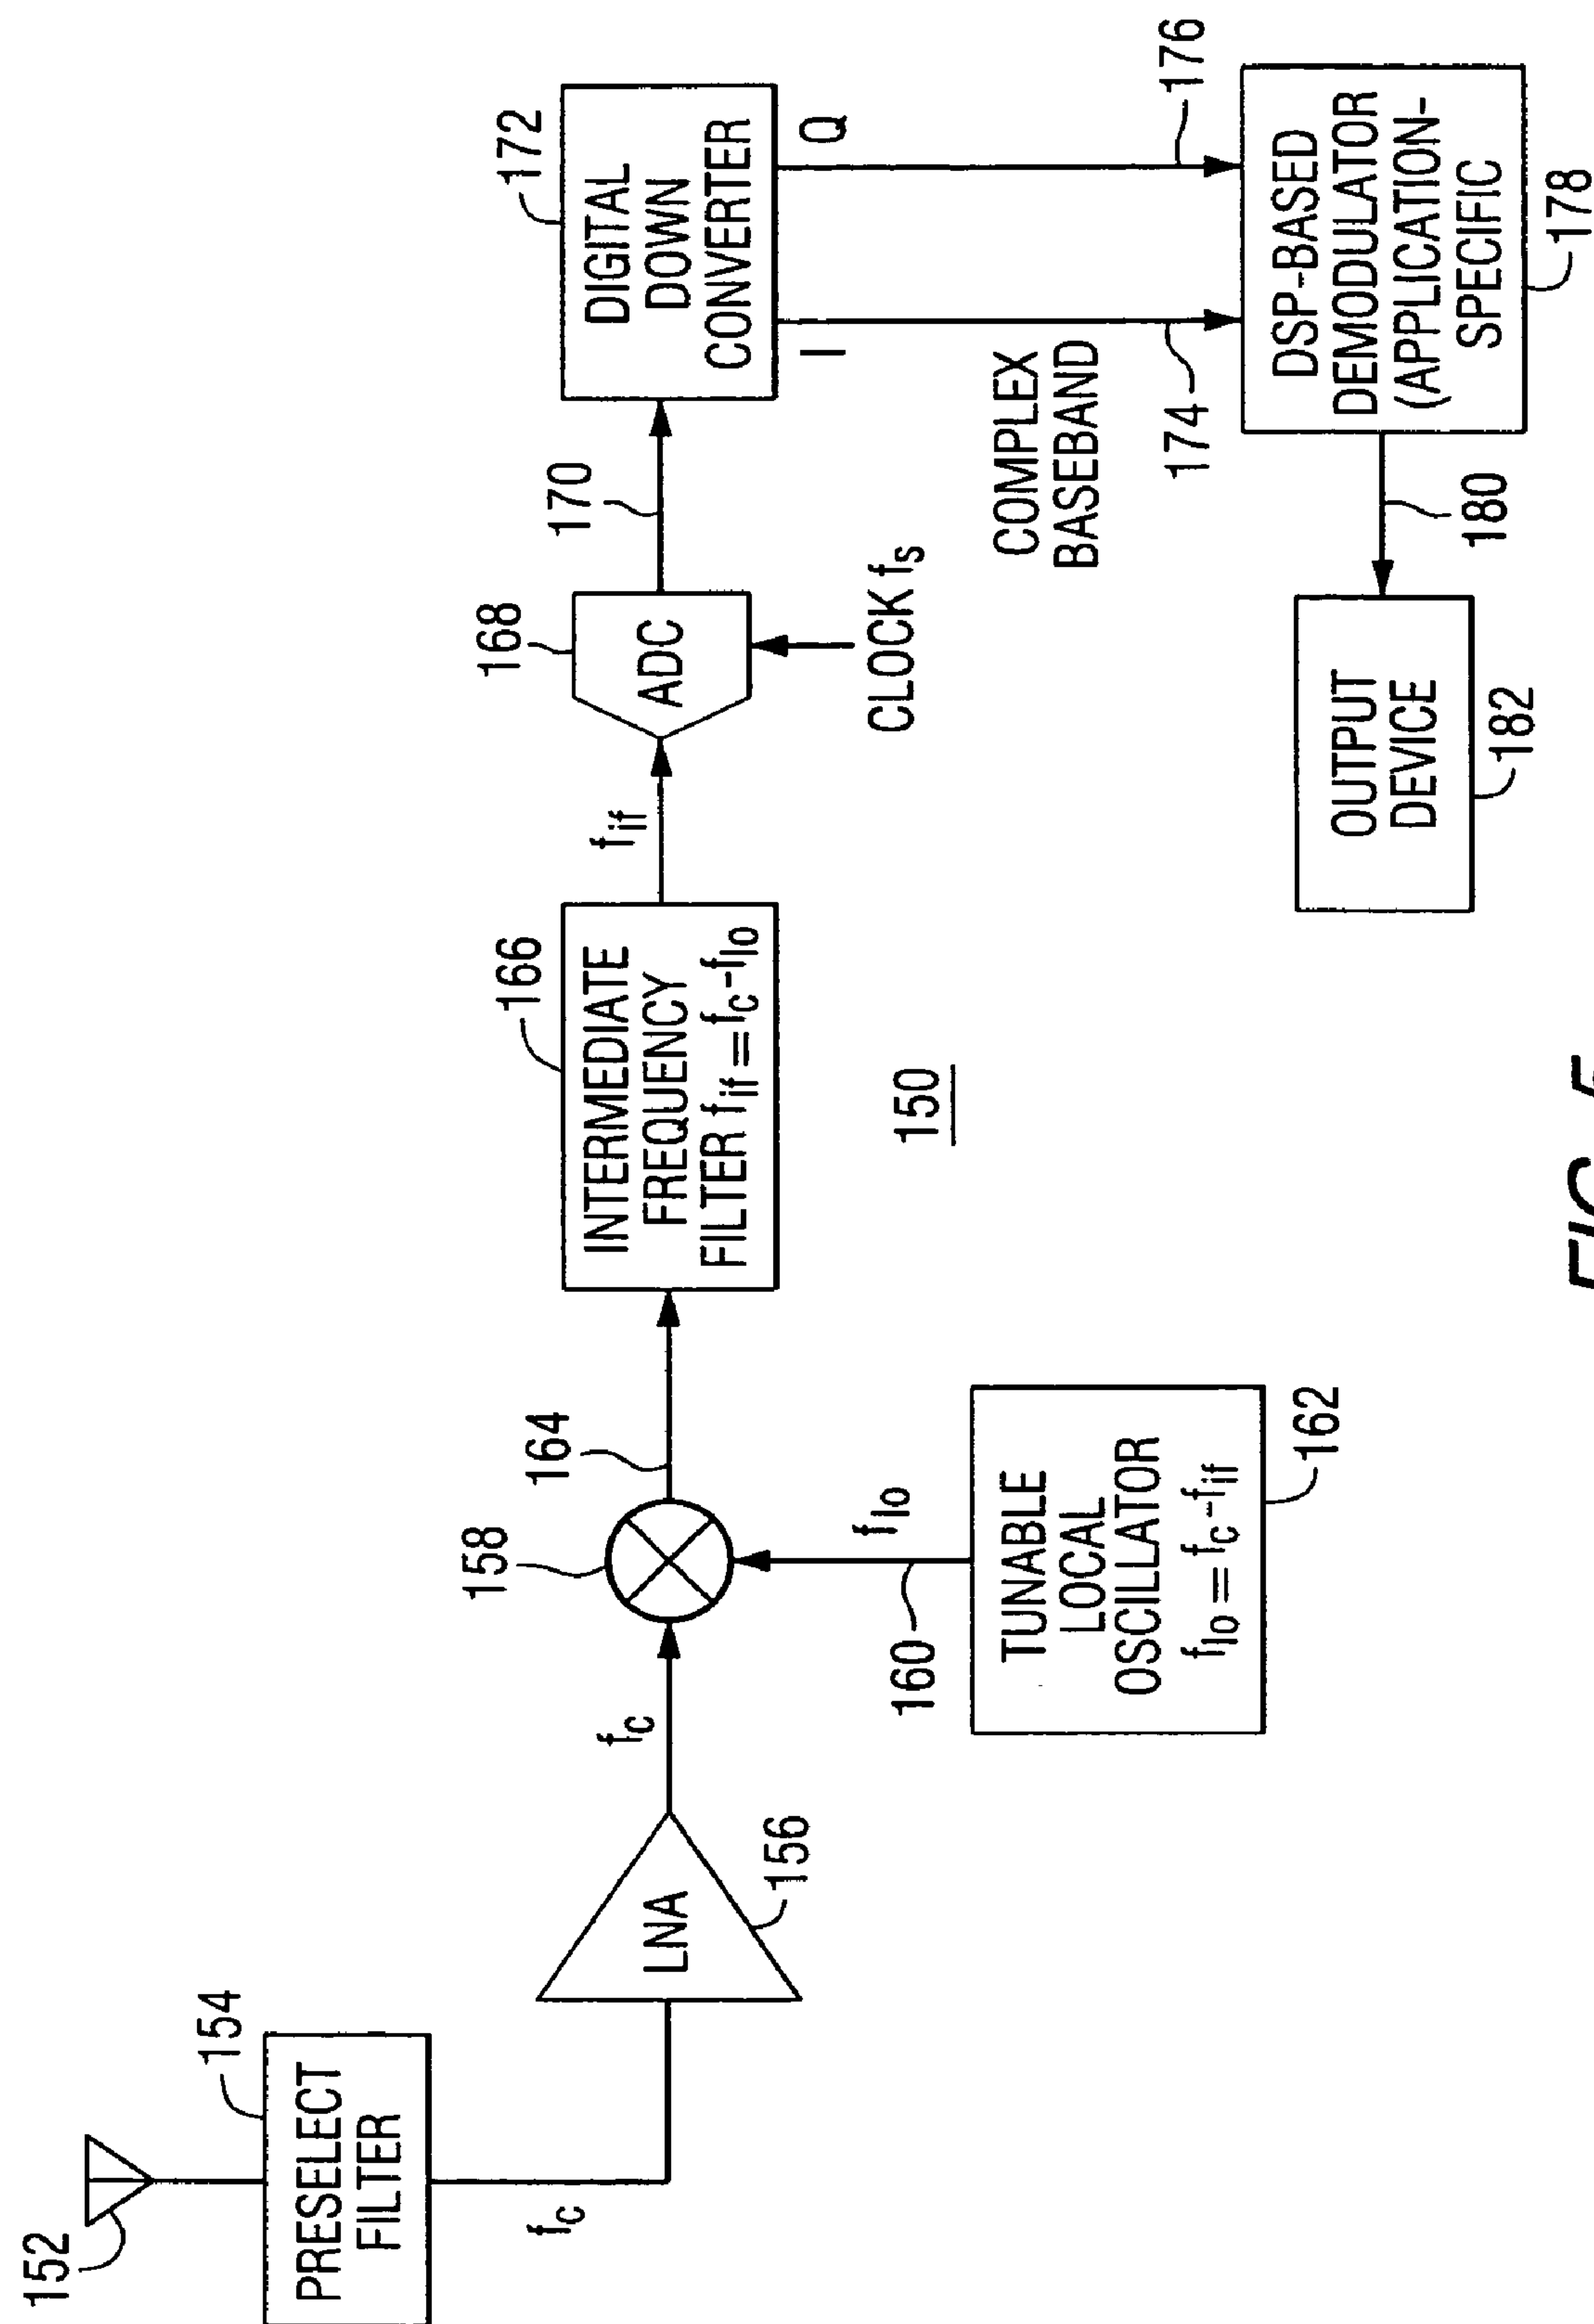 152
154
PRESELECT
FILTER
f_c
LNA
156
f_c
158
164
160
f_lo
TUNABLE
LOCAL
OSCILLATOR
f_lo = f_c - f_if
162
166
INTERMEDIATE
FREQUENCY
FILTER f_if = f_c - f_lo
150
f_if
168
ADC
CLOCK f_s
170
172
DIGITAL
DOWN
CONVERTER
I
Q
COMPLEX
BASEBAND
174
176
DSP-BASED
DEMODULATOR
(APPLICATION-
SPECIFIC
178
180
OUTPUT
DEVICE
182
FIG.